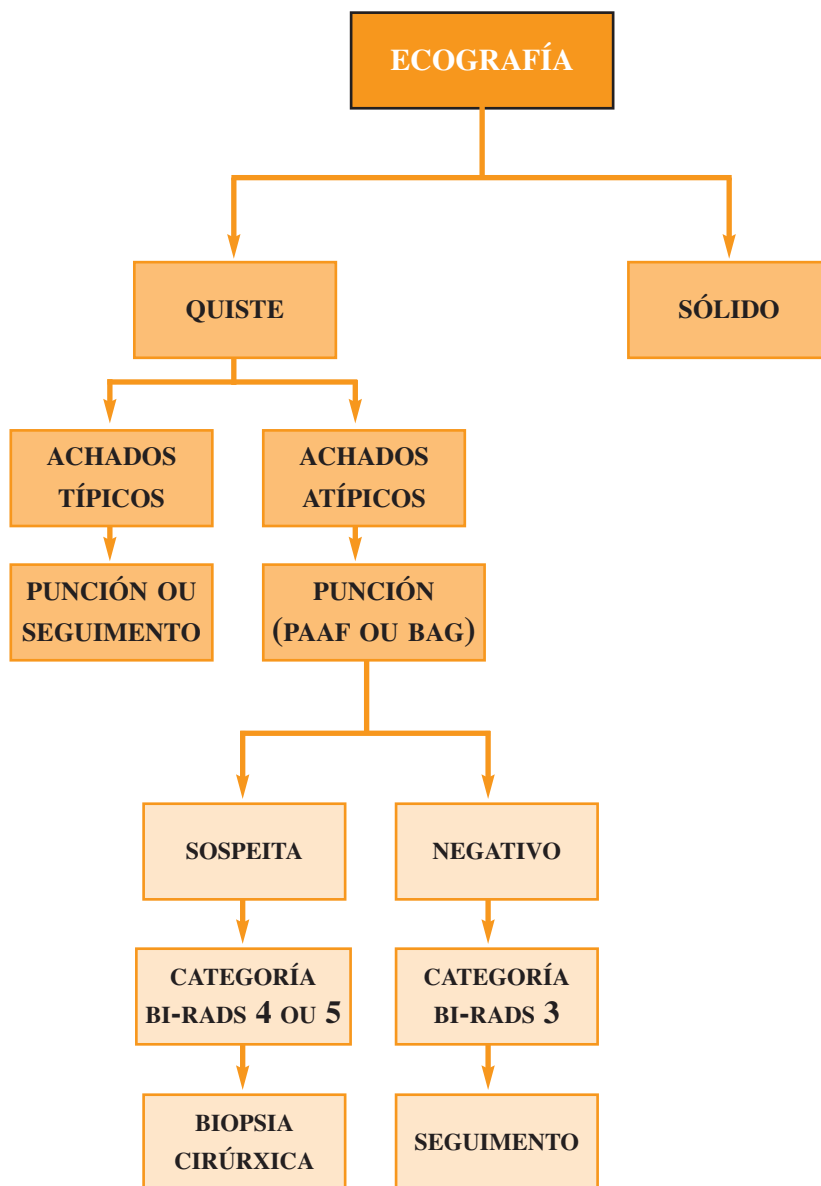 ECOGRAFÍA
QUISTE
SÓLIDO
ACHADOS
TÍPICOS
ACHADOS
ATÍPICOS
PUNCIÓN OU
SEGUIMENTO
PUNCIÓN
(PAAF OU BAG)
SOSPEITA
NEGATIVO
CATEGORÍA
BI-RADS 4 OU 5
CATEGORÍA
BI-RADS 3
BIOPSIA
CIRÚRXICA
SEGUIMENTO